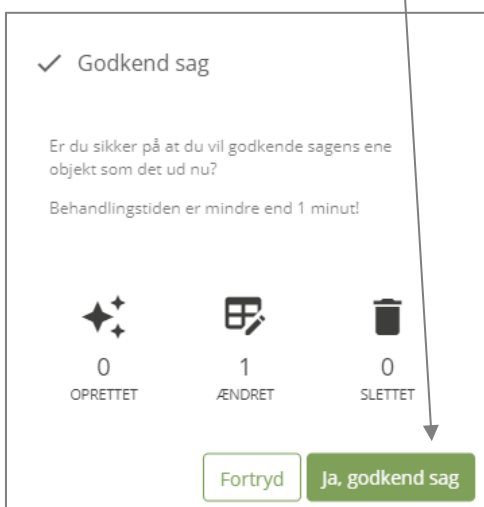 Godkend sag
Er du sikker på at du vil godkende sagens ene
objekt som det ud nu?
Behandlingstiden er mindre end 1 minut!
0 1 0
OPRETTET ÆNDRET SLETTET
Fortryd Ja, godkend sag